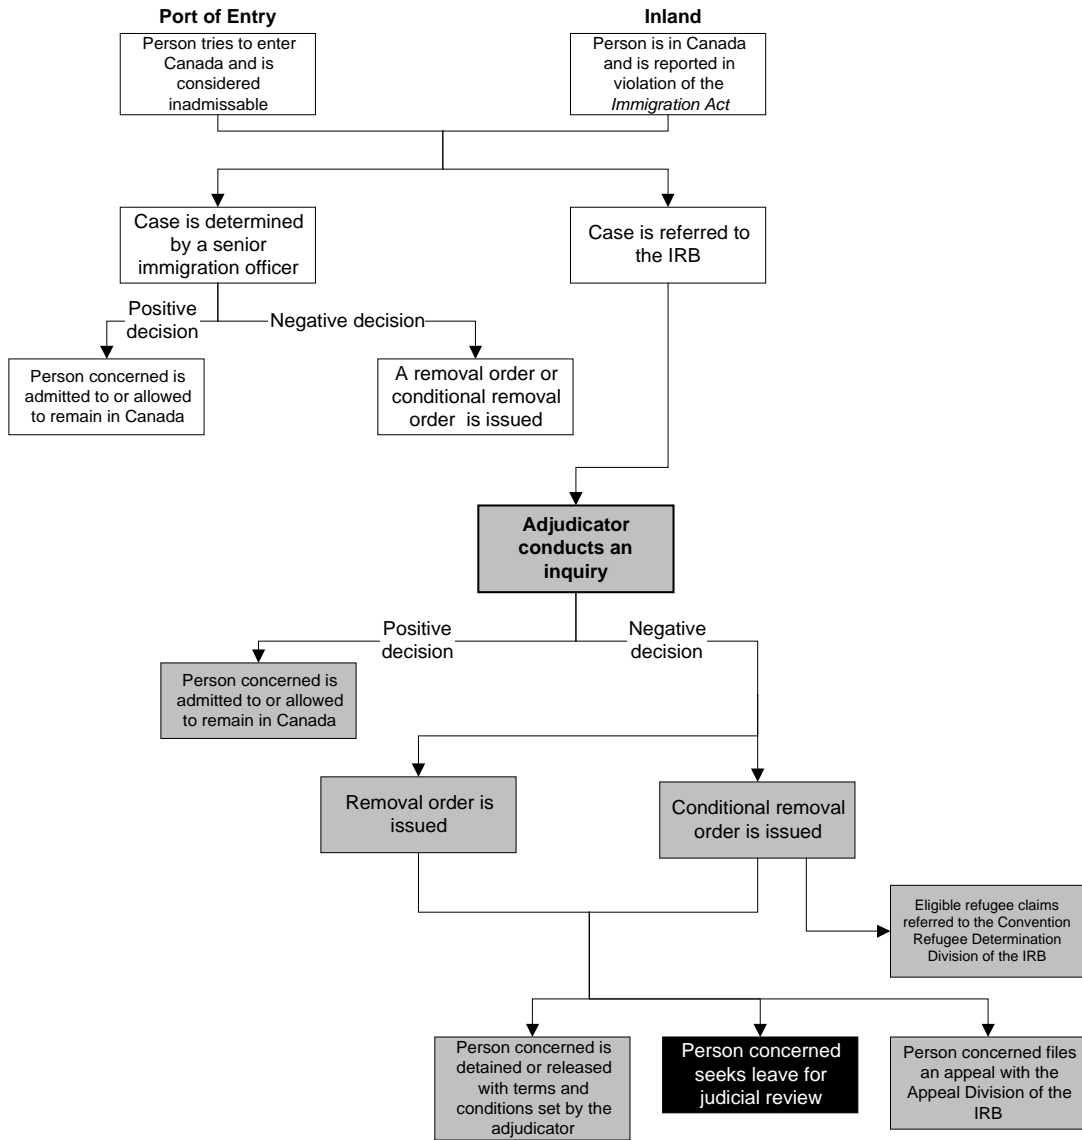 Port of Entry
Person tries to enter
Canada and is
considered
inadmissable
Inland
Person is in Canada
and is reported in
violation of the
Immigration Act
Case is determined
by a senior
immigration officer
Case is referred to
the IRB
Positive
decision
Negative decision
Person concerned is
admitted to or allowed
to remain in Canada
A removal order or
conditional removal
order is issued
Adjudicator
conducts an
inquiry
Positive
decision
Negative
decision
Person concerned is
admitted to or allowed
to remain in Canada
Removal order is
issued
Conditional removal
order is issued
Eligible refugee claims
referred to the Convention
Refugee Determination
Division of the IRB
Person concerned is
detained or released
with terms and
conditions set by the
adjudicator
Person concerned
seeks leave for
judicial review
Person concerned files
an appeal with the
Appeal Division of the
IRB